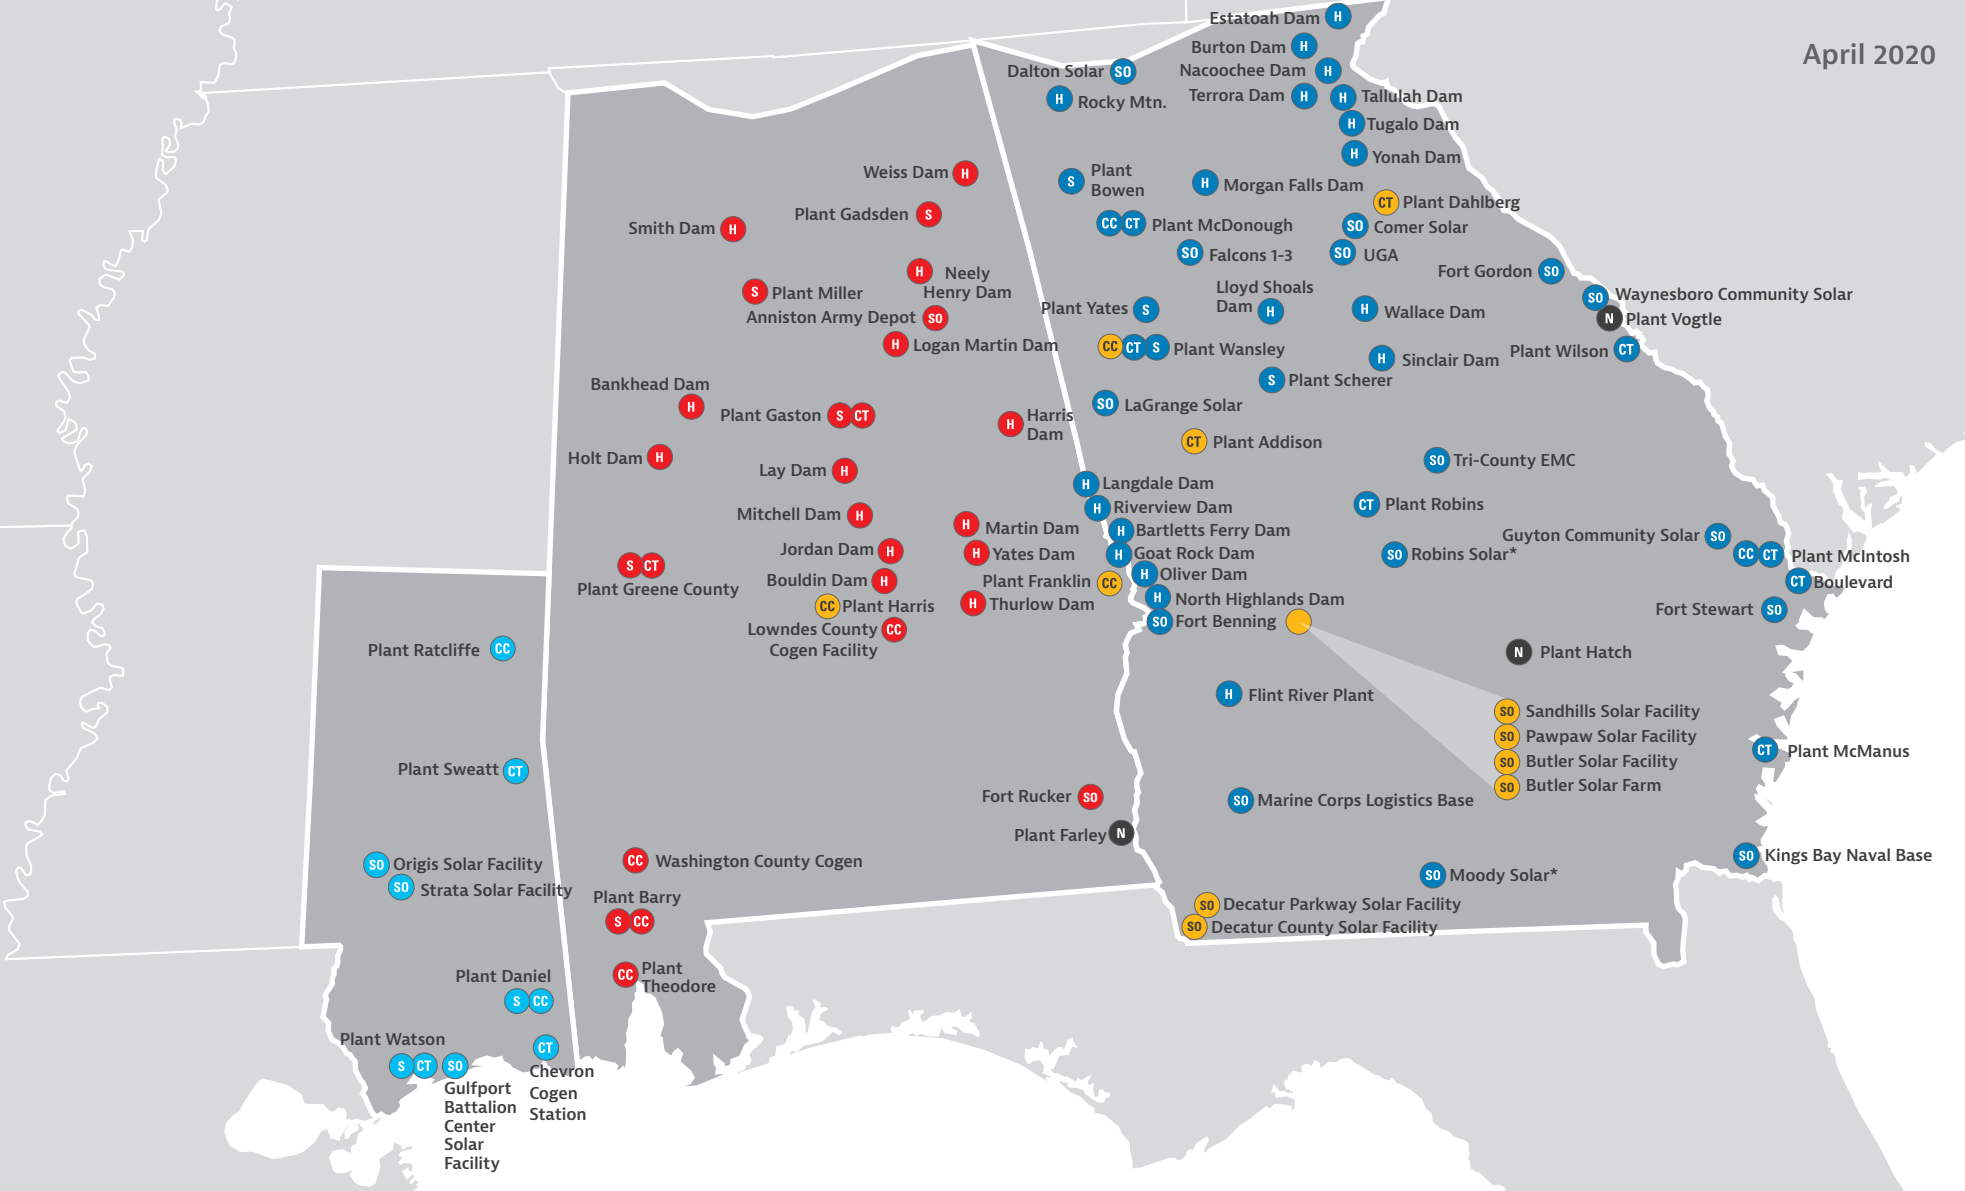 April 2020
Estatoah Dam H
Burton Dam H
Dalton Solar SO
Nacoochee Dam H
H Rocky Mtn.
Terrora Dam H
H Tallulah Dam
H Tugalo Dam
H Yonah Dam
Weiss Dam H
S Plant
Bowen
H Morgan Falls Dam
CT Plant Dahlberg
Plant Gadsden S
Smith Dam H
CC CT Plant McDonough
SO Comer Solar
SO Falcons 1-3
SO UGA
H Neely
Henry Dam
Fort Gordon SO
S Plant Miller
Lloyd Shoals
Dam H
SO Waynesboro Community Solar
Plant Yates S
H Wallace Dam
Anniston Army Depot SO
N Plant Vogtle
H Logan Martin Dam
CC CT S Plant Wansley
Plant Wilson CT
H Sinclair Dam
Bankhead Dam
H
S Plant Scherer
SO LaGrange Solar
Plant Gaston S CT
H Harris
Dam
CT Plant Addison
Holt Dam H
SO Tri-County EMC
Lay Dam H
H Langdale Dam
CT Plant Robins
H Riverview Dam
Mitchell Dam H
H Martin Dam
H Bartletts Ferry Dam
Guyton Community Solar SO
Jordan Dam H
H Yates Dam
H Goat Rock Dam
SO Robins Solar*
CC CT Plant McIntosh
S CT
Plant Greene County
Bouldin Dam H
Plant Franklin CC
H Oliver Dam
CT Boulevard
CC Plant Harris
H Thurlow Dam
H North Highlands Dam
Fort Stewart SO
Lowndes County CC
Cogen Facility
SO Fort Benning
Plant Ratcliffe CC
N Plant Hatch
H Flint River Plant
SO Sandhills Solar Facility
SO Pawpaw Solar Facility
SO Butler Solar Facility
SO Butler Solar Farm
CT Plant McManus
Plant Sweatt CT
Fort Rucker SO
SO Marine Corps Logistics Base
Plant Farley N
SO Origis Solar Facility
SO Strata Solar Facility
CC Washington County Cogen
SO Kings Bay Naval Base
SO Moody Solar*
Plant Barry
S CC
SO Decatur Parkway Solar Facility
SO Decatur County Solar Facility
CC Plant
Theodore
Plant Daniel
S CC
Plant Watson
S CT SO
Gulfport
Battalion
Center
Solar
Facility
CT
Chevron
Cogen
Station